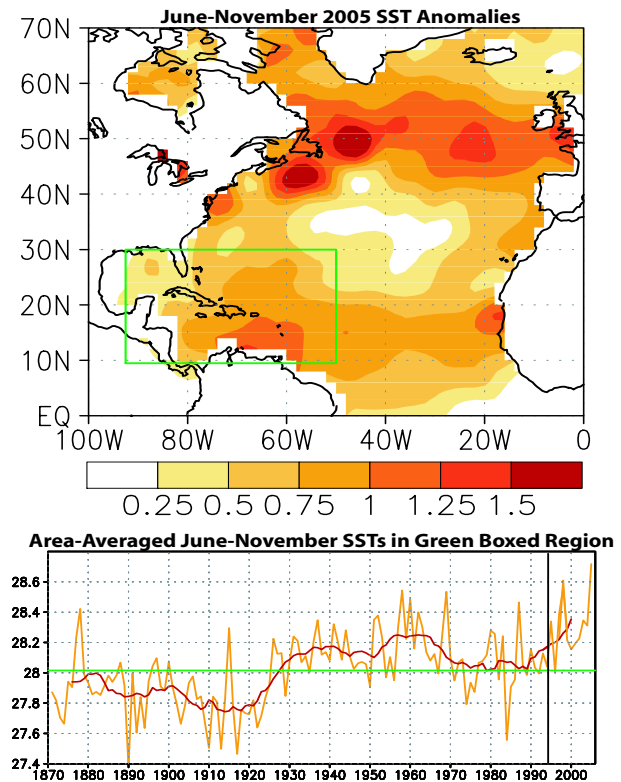 June-November 2005 SST Anomalies
70N
60N
50N
40N
30N
20N
10N
EQ
100W 80W 60W 40W 20W 0
0.25 0.5 0.75 1 1.25 1.5
Area-Averaged June-November SSTs in Green Boxed Region
28.6
28.4
28.2
28
27.8
27.6
27.4
1870 1880 1890 1900 1910 1920 1930 1940 1950 1960 1970 1980 1990 2000